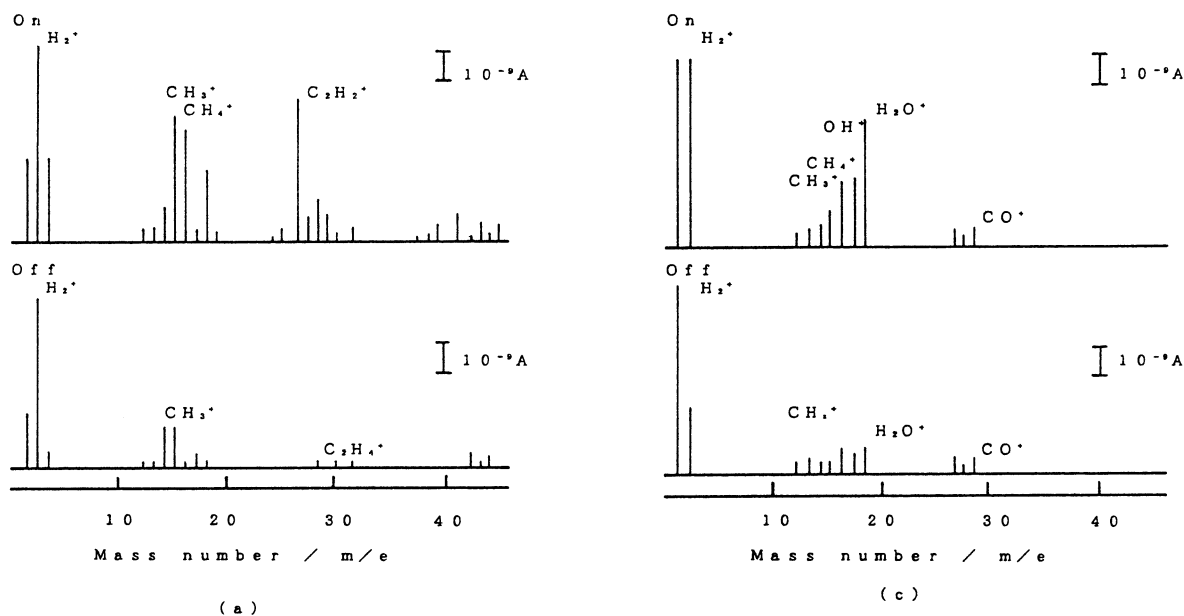 On
H₂⁺
10⁻⁹A
CH₃⁺
CH₄⁺
C₂H₂⁺
Off
H₂⁺
10⁻⁹A
CH₃⁺
C₂H₄⁺
10 20 30 40
Mass number / m/e
(a)
On
H₂⁺
10⁻⁹A
H₂O⁺
OH⁺
CH₄⁺
CH₃⁺
CO⁺
Off
H₂⁺
10⁻⁹A
CHₓ⁺
H₂O⁺
CO⁺
10 20 30 40
Mass number / m/e
(c)